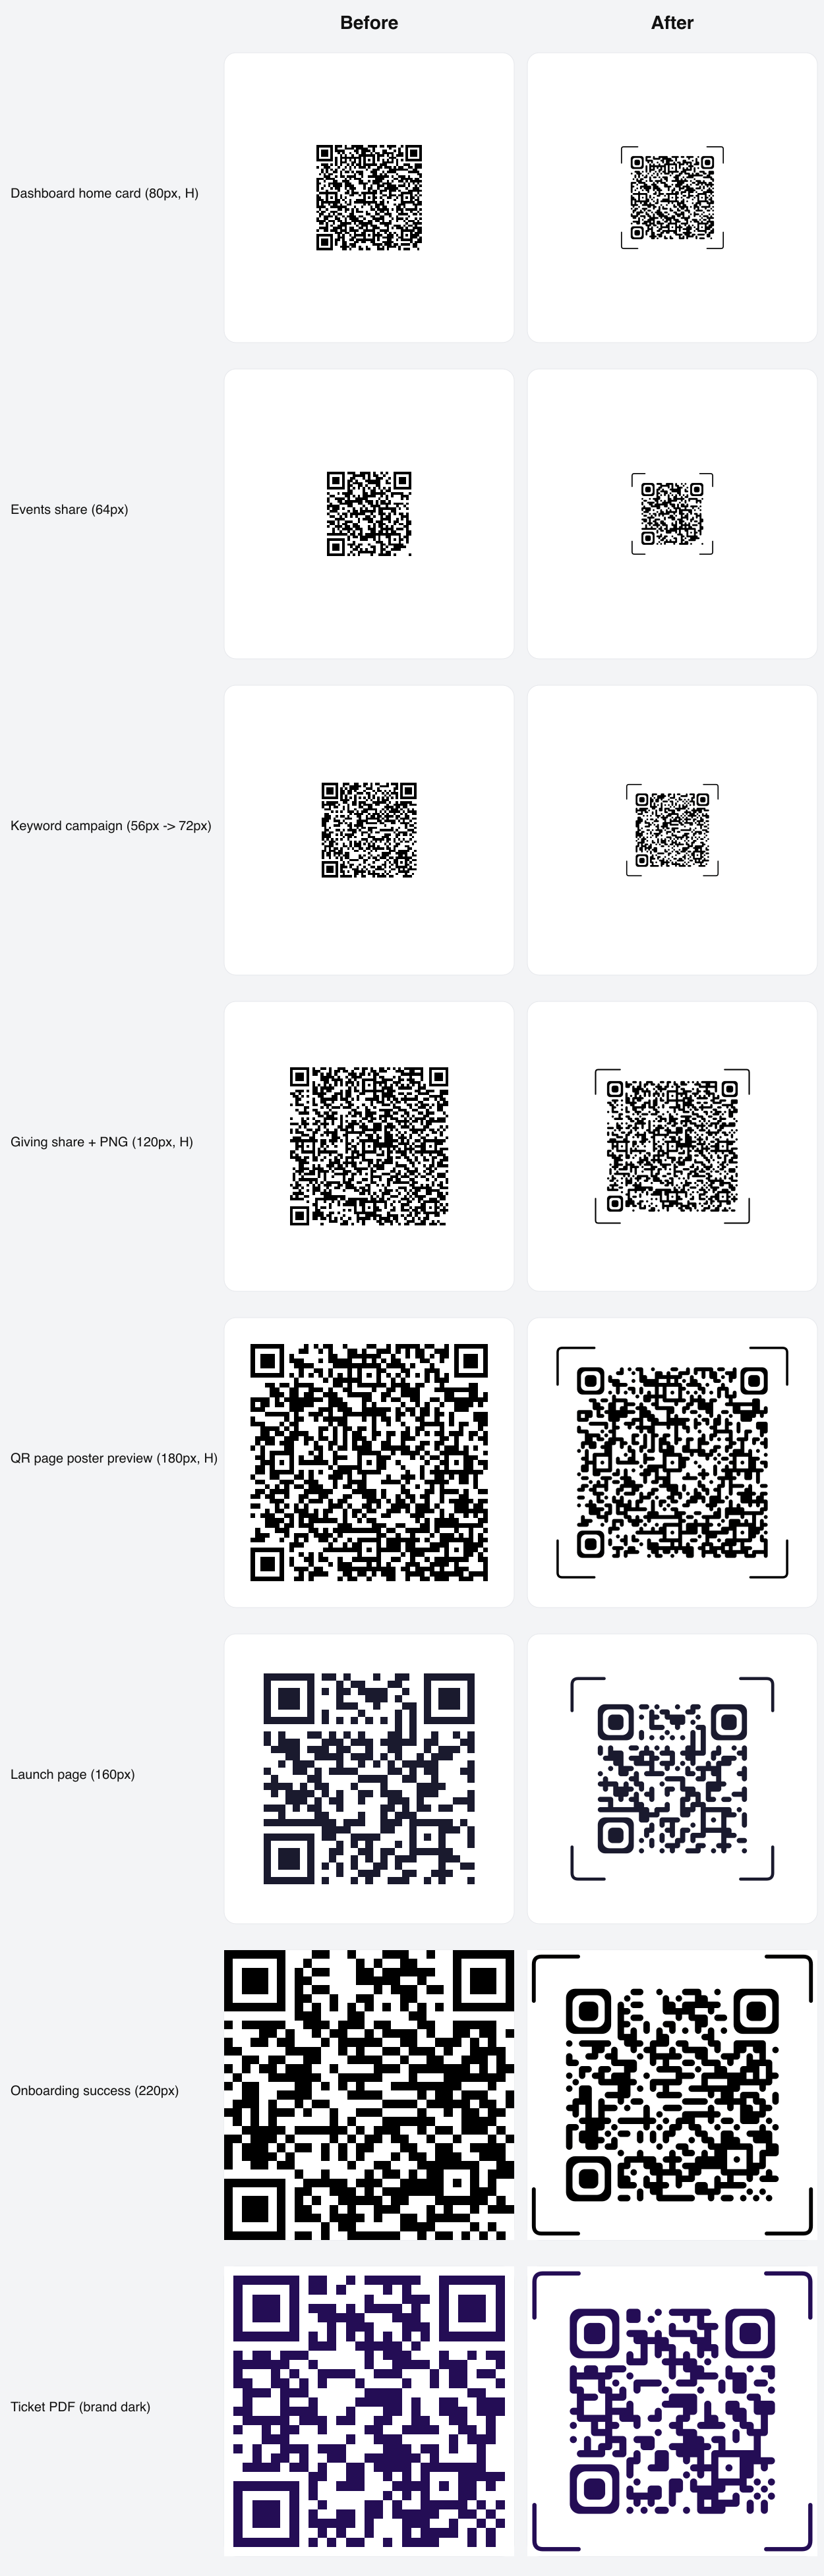 Before
After
Dashboard home card (80px, H)
Events share (64px)
Keyword campaign (56px -> 72px)
Giving share + PNG (120px, H)
QR page poster preview (180px, H)
Launch page (160px)
Onboarding success (220px)
Ticket PDF (brand dark)